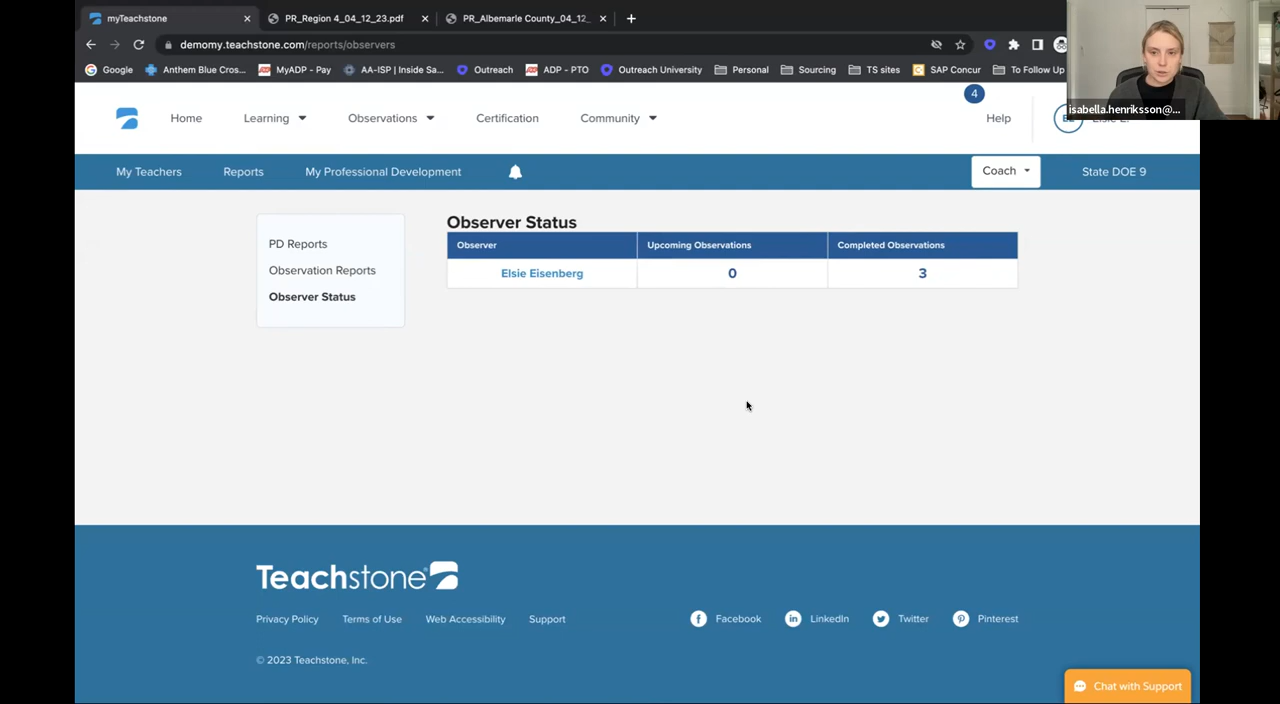 myTeachstone
PR_Region 4_04_12_23.pdf
PR_Albemarle County_04_12_
demomy.teachstone.com/reports/observers
Google
Anthem Blue Cros...
MyADP - Pay
AA-ISP | Inside Sa...
Outreach
ADP - PTO
Outreach University
Personal
Sourcing
TS sites
SAP Concur
To Follow Up
isabella.henriksson@...
4
Home
Learning
Observations
Certification
Community
Help
My Teachers
Reports
My Professional Development
Coach
State DOE 9
PD Reports
Observation Reports
Observer Status
Observer Status
Observer Upcoming Observations Completed Observations
Elsie Eisenberg 0 3
Teachstone
Privacy Policy
Terms of Use
Web Accessibility
Support
Facebook
LinkedIn
Twitter
Pinterest
© 2023 Teachstone, Inc.
Chat with Support